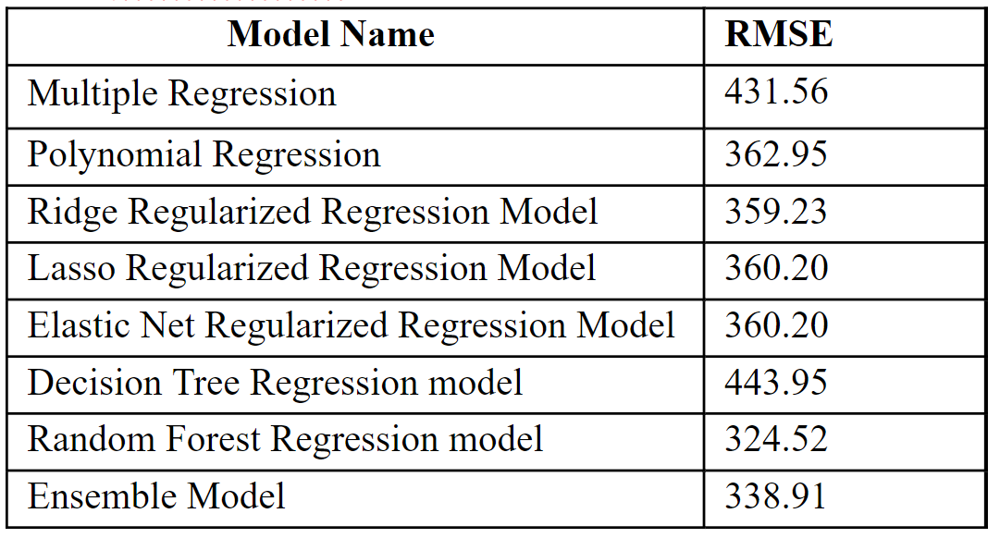 Model Name RMSE
Multiple Regression 431.56
Polynomial Regression 362.95
Ridge Regularized Regression Model 359.23
Lasso Regularized Regression Model 360.20
Elastic Net Regularized Regression Model 360.20
Decision Tree Regression model 443.95
Random Forest Regression model 324.52
Ensemble Model 338.91